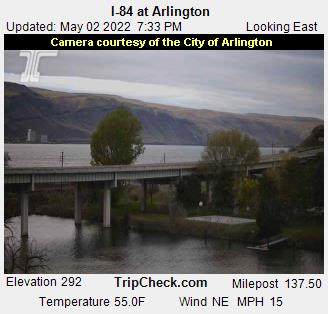 I-84 at Arlington
Updated: May 02 2022 7:33 PM Looking East
Camera courtesy of the City of Arlington
Elevation 292 TripCheck.com Milepost 137.50
Temperature 55.0F Wind NE MPH 15